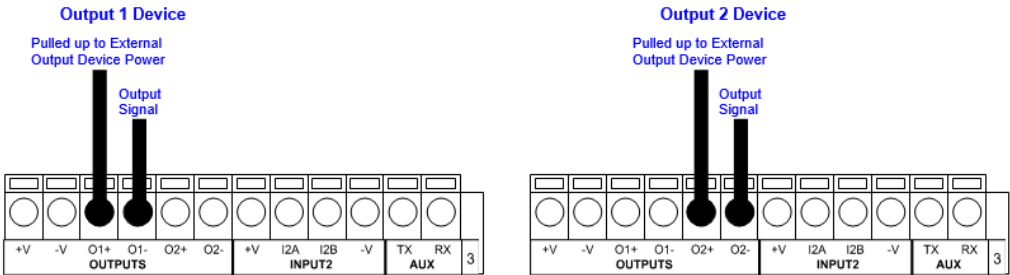 Output 1 Device
Pulled up to External
Output Device Power
Output
Signal
+V -V O1+ O1- O2+ O2- +V I2A I2B -V TX RX
OUTPUTS INPUT2 AUX 3
Output 2 Device
Pulled up to External
Output Device Power
Output
Signal
+V -V O1+ O1- O2+ O2- +V I2A I2B -V TX RX
OUTPUTS INPUT2 AUX 3